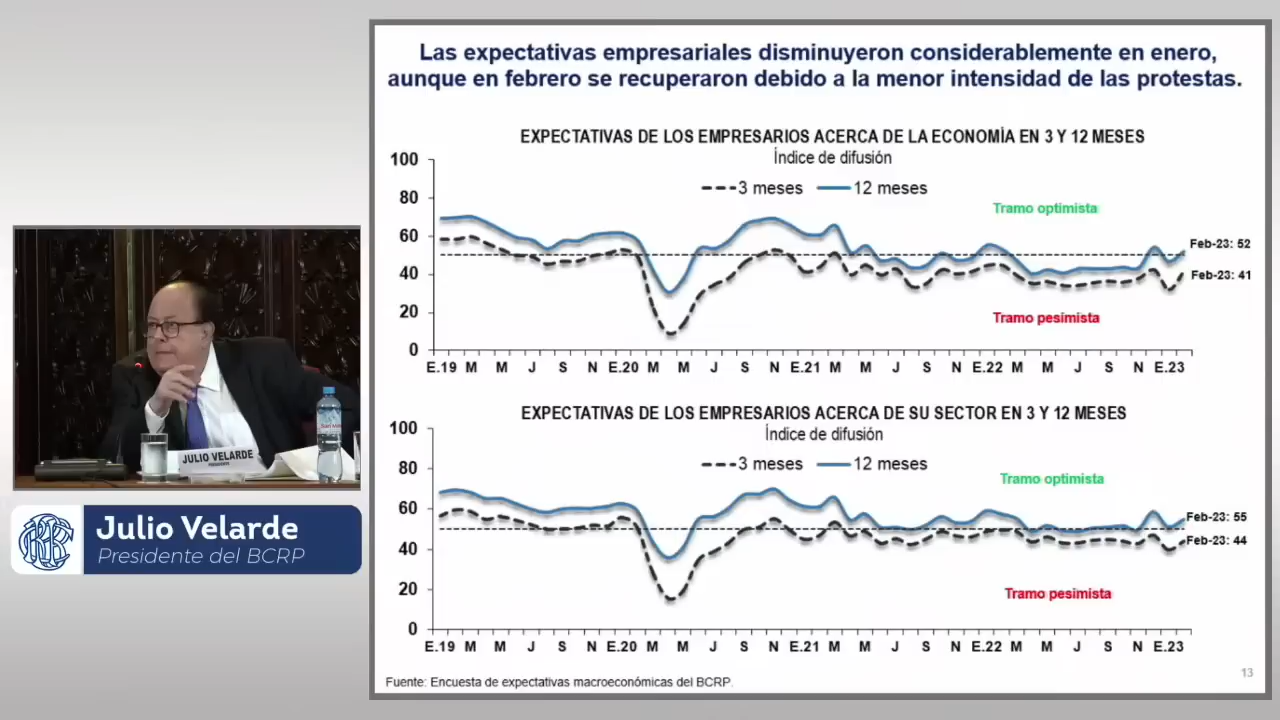 Las expectativas empresariales disminuyeron considerablemente en enero,
aunque en febrero se recuperaron debido a la menor intensidad de las protestas.
EXPECTATIVAS DE LOS EMPRESARIOS ACERCA DE LA ECONOMÍA EN 3 Y 12 MESES
Índice de difusión
3 meses 12 meses
Tramo optimista
Feb-23: 52
Feb-23: 41
Tramo pesimista
100
80
60
40
20
0
E.19 M M J S N E.20 M M J S N E.21 M M J S N E.22 M M J S N E.23
EXPECTATIVAS DE LOS EMPRESARIOS ACERCA DE SU SECTOR EN 3 Y 12 MESES
Índice de difusión
3 meses 12 meses
Tramo optimista
Feb-23: 55
Feb-23: 44
Tramo pesimista
100
80
60
40
20
0
E.19 M M J S N E.20 M M J S N E.21 M M J S N E.22 M M J S N E.23
Fuente: Encuesta de expectativas macroeconómicas del BCRP.
13
JULIO VELARDE
PRESIDENTE
Julio Velarde
Presidente del BCRP